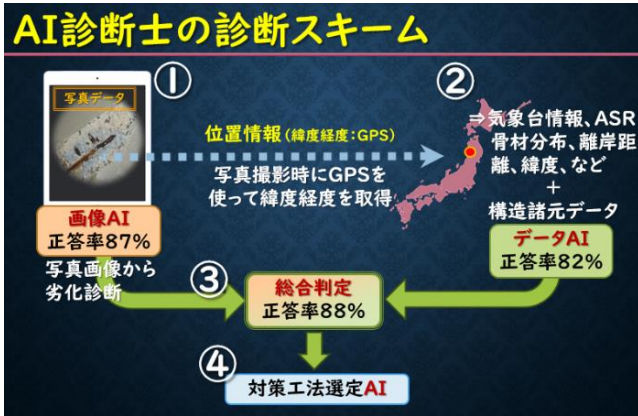 AI診断士の診断スキーム
①
写真データ
画像AI
正答率87%
写真画像から
劣化診断
位置情報(緯度経度:GPS)
写真撮影時にGPSを
使って緯度経度を取得
②
⇒気象台情報、ASR
骨材分布、離岸距
離、緯度、など
+
構造諸元データ
データAI
正答率82%
③
総合判定
正答率88%
④
対策工法選定AI